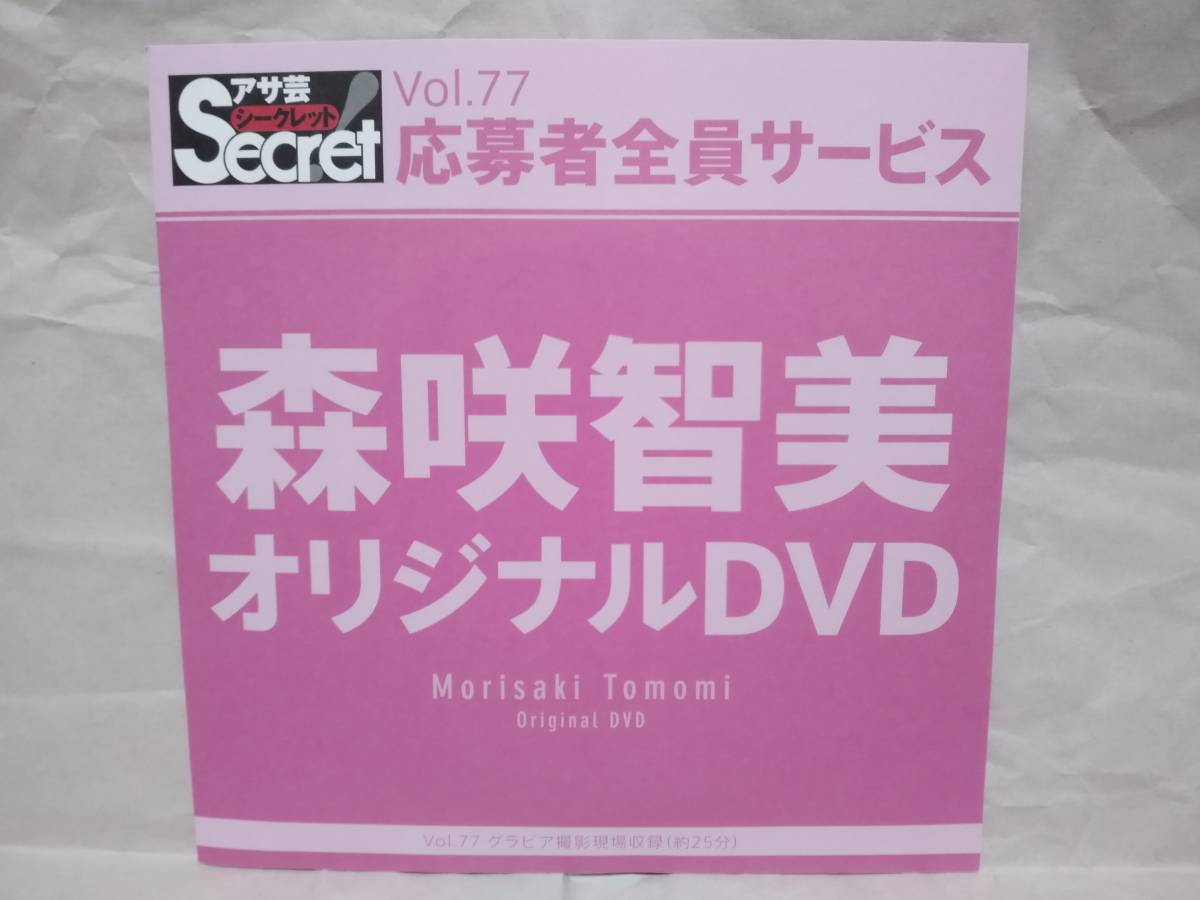 アサ芸
シークレット
Secret!
Vol.77
応募者全員サービス
森咲智美
オリジナルDVD
Morisaki Tomomi
Original DVD
Vol.77 グラビア撮影現場収録(約25分)